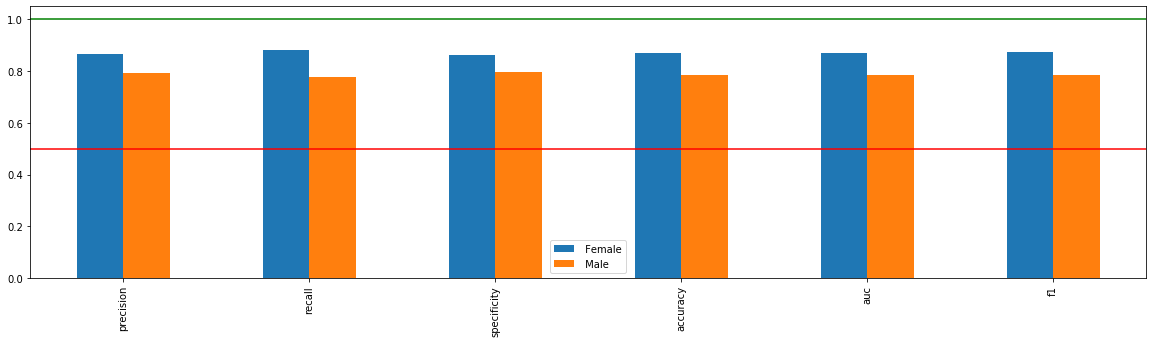 1.0
0.8
0.6
0.4
0.2
0.0
Female
Male
precision
recall
specificity
accuracy
auc
f1